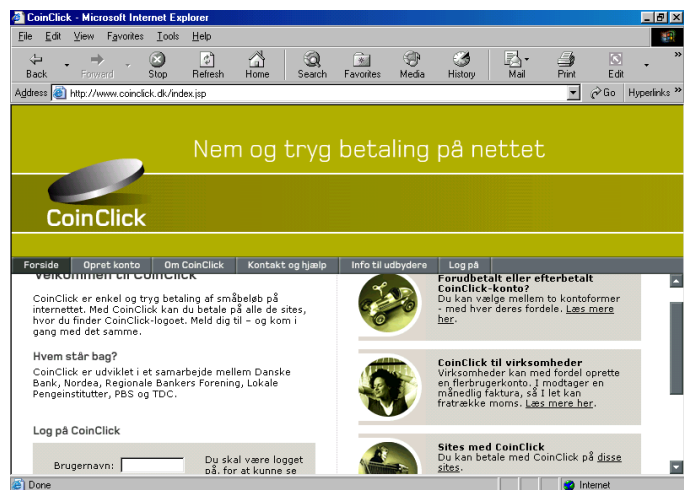 CoinClick - Microsoft Internet Explorer
File Edit View Favorites Tools Help
Back Forward Stop Refresh Home Search Favorites Media History Mail Print Edit »
Address http://www.coinclick.dk/index.jsp Go Hyperlinks »
Nem og tryg betaling på nettet
CoinClick
Forside Opret konto Om CoinClick Kontakt og hjælp Info til udbydere Log på
Velkommen til CoinClick
CoinClick er enkel og tryg betaling af småbeløb på
internettet. Med CoinClick kan du betale på alle de sites,
hvor du finder CoinClick-logoet. Meld dig til – og kom i
gang med det samme.
Hvem står bag?
CoinClick er udviklet i et samarbejde mellem Danske
Bank, Nordea, Regionale Bankers Forening, Lokale
Pengeinstitutter, PBS og TDC.
Log på CoinClick
Brugernavn:
Du skal være logget
på, for at kunne se
Forudbetalt eller efterbetalt
CoinClick-konto?
Du kan vælge mellem to kontoformer
- med hver deres fordele. Læs mere
her.
CoinClick til virksomheder
Virksomheder kan med fordel oprette
en flerbrugerkonto. I modtager en
månedlig faktura, så I let kan
fratrække moms. Læs mere her.
Sites med CoinClick
Du kan betale med CoinClick på disse
sites.
Done Internet